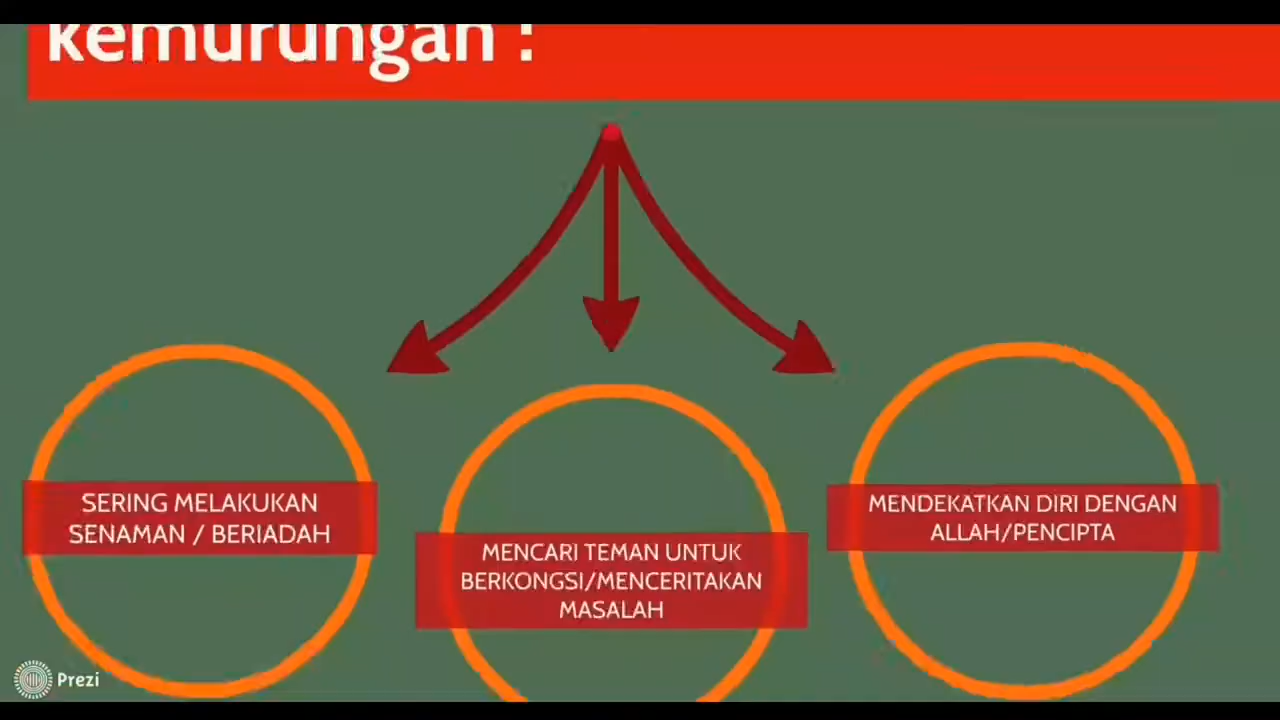 kemurungan :
SERING MELAKUKAN
SENAMAN / BERIADAH
MENCARI TEMAN UNTUK
BERKONGSI/MENCERITAKAN
MASALAH
MENDEKATKAN DIRI DENGAN
ALLAH/PENCIPTA
Prezi